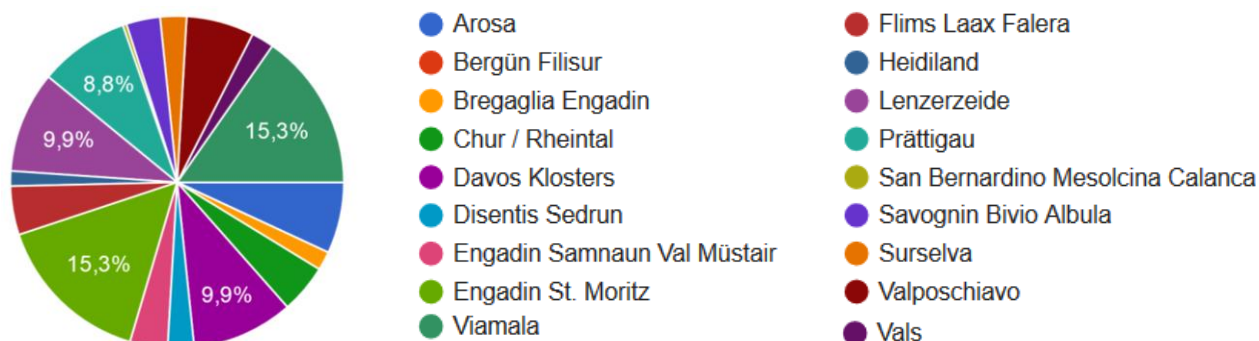 8,8%
9,9%
15,3%
9,9%
15,3%
Arosa
Bergün Filisur
Bregaglia Engadin
Chur / Rheintal
Davos Klosters
Disentis Sedrun
Engadin Samnaun Val Müstair
Engadin St. Moritz
Viamala
Flims Laax Falera
Heidiland
Lenzerzeide
Prättigau
San Bernardino Mesolcina Calanca
Savognin Bivio Albula
Surselva
Valposchiavo
Vals